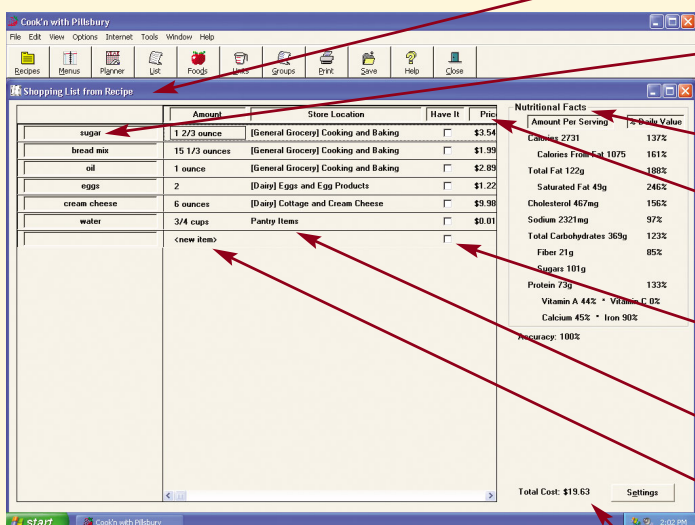 Cook'n with Pillsbury
File Edit View Options Internet Tools Window Help
Recipes Menus Planner List Foods Units Groups Print Save Help Close
Shopping List from Recipe
Amount Store Location Have It Pric
sugar 1 2/3 ounce [General Grocery] Cooking and Baking $3.54
bread mix 15 1/3 ounces [General Grocery] Cooking and Baking $1.99
oil 1 ounce [General Grocery] Cooking and Baking $2.89
eggs 2 [Dairy] Eggs and Egg Products $1.22
cream cheese 6 ounces [Dairy] Cottage and Cream Cheese $9.98
water 3/4 cups Pantry Items $0.01
<new item>
Nutritional Facts
Amount Per Serving % Daily Value
Calories 2731 137%
Calories From Fat 1075 161%
Total Fat 122g 188%
Saturated Fat 49g 246%
Cholesterol 467mg 156%
Sodium 2321mg 97%
Total Carbohydrates 369g 123%
Fiber 21g 85%
Sugars 101g
Protein 73g 133%
Vitamin A 44% * Vitamin C 0%
Calcium 45% * Iron 90%
Accuracy: 100%
Total Cost: $19.63 Settings
start Cook'n with Pillsbury 2:02 PM